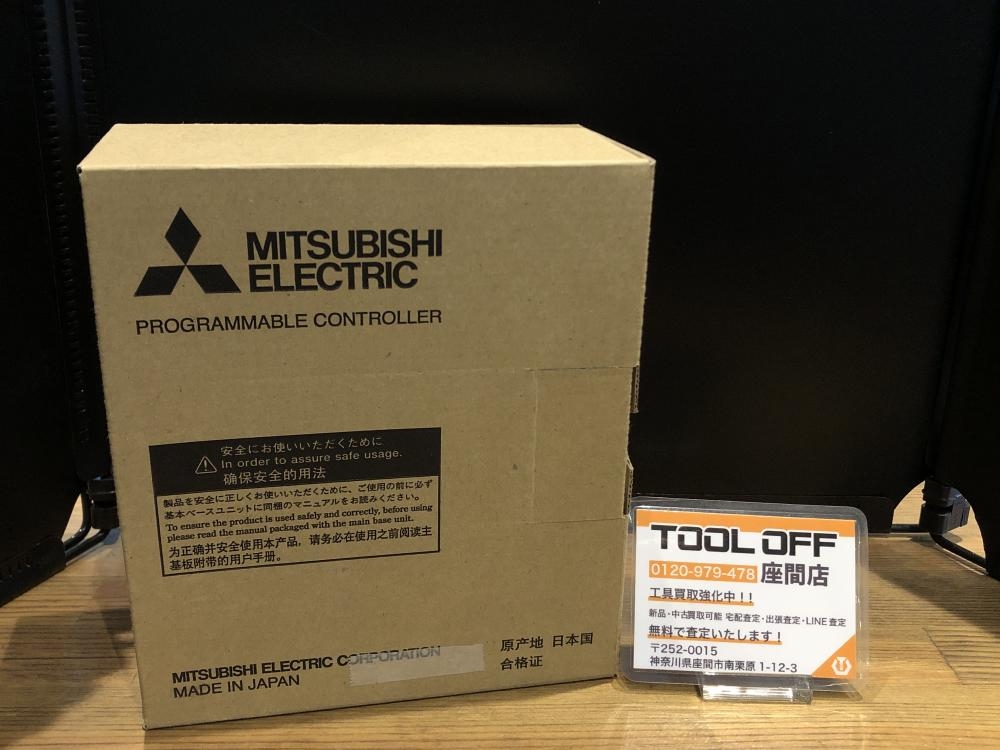 MITSUBISHI
ELECTRIC
PROGRAMMABLE CONTROLLER
安全にお使いいただくために
In order to assure safe usage.
确保安全的用法
製品を安全に正しくお使いいただくために、ご使用の前に必ず
基本ベースユニットに同梱のマニュアルをお読みください。
To ensure the product is used safely and correctly, before using
please read the manual packaged with the main base unit.
为正确并安全使用本产品，请务必在使用之前阅读主
基板附带的用户手册。
MITSUBISHI ELECTRIC CORPORATION
MADE IN JAPAN
原产地 日本国
合格证
TOOL OFF
0120-979-478 座間店
工具買取強化中！！
新品・中古買取可能 宅配査定・出張査定・LINE査定
無料で査定いたします！
〒252-0015
神奈川県座間市南栗原1-12-3